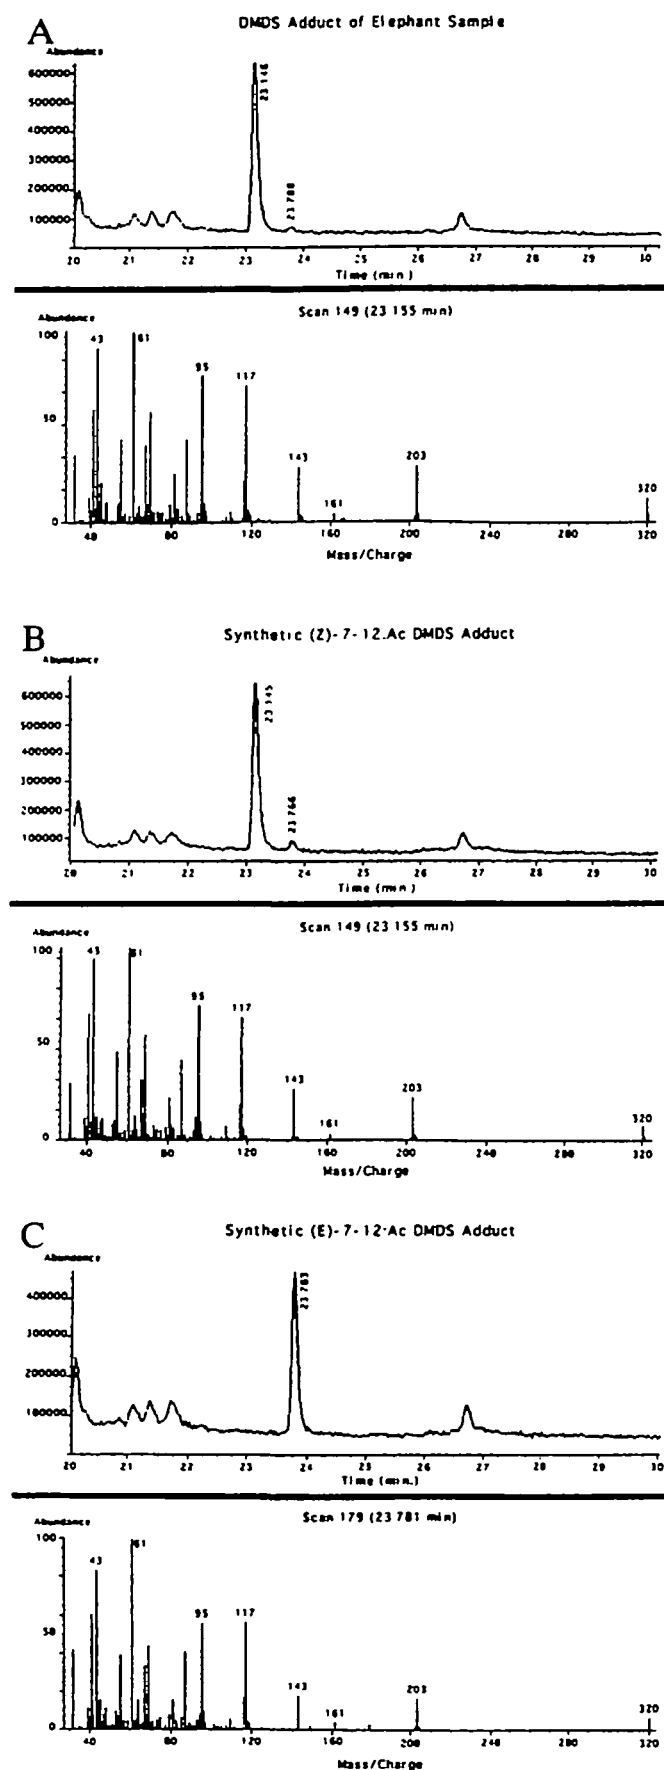 A
DMDS Adduct of Elephant Sample
Abundance
600000
500000
400000
300000
200000
100000
23 146
23.788
20 21 22 23 24 25 26 27 28 29 30
Time (min)
Abundance
Scan 149 (23 155 min)
100
50
43 61 95 117 143 161 203 320
40 80 120 160 200 240 280 320
Mass/Charge
B
Synthetic (Z)-7-12.Ac DMDS Adduct
Abundance
600000
500000
400000
300000
200000
100000
23 145
23.766
20 21 22 23 24 25 26 27 28 29 30
Time (min)
Abundance
Scan 149 (23 155 min)
100
50
0
43 61 95 117 143 161 203 320
40 80 120 160 200 240 280 320
Mass/Charge
C
Synthetic (E)-7-12-Ac DMDS Adduct
Abundance
400000
300000
200000
100000
23 783
20 21 22 23 24 25 26 27 28 29 30
Time (min.)
Abundance
Scan 179 (23 781 min)
100
50
0
43 61 95 117 143 161 203 320
40 80 120 160 200 240 280 320
Mass/Charge